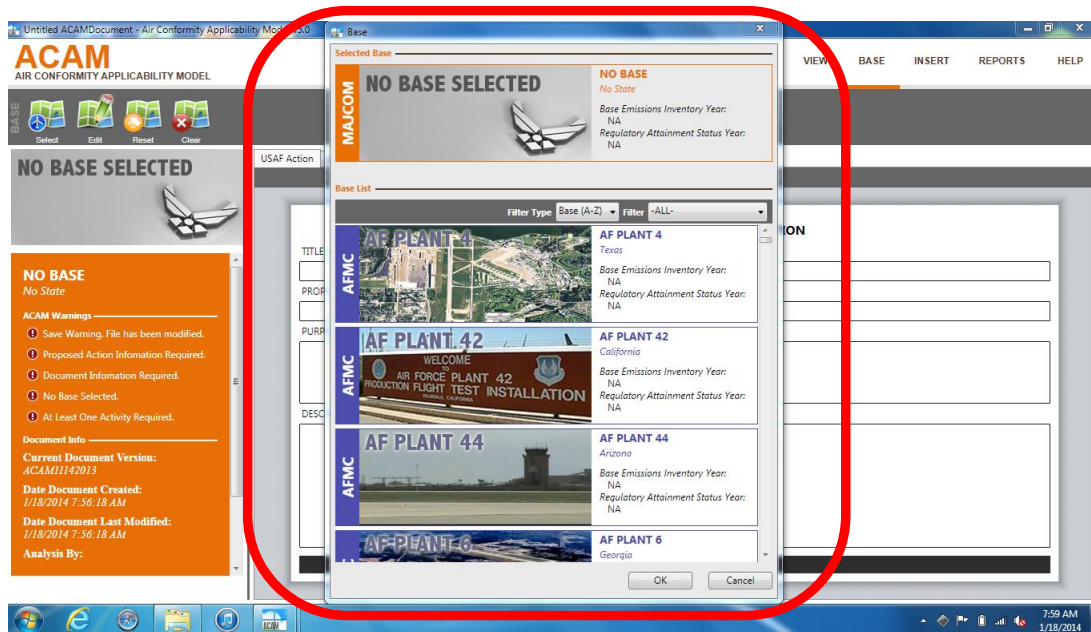 Untitled ACAMDocument - Air Conformity Applicability Mod 5.0
ACAM
AIR CONFORMITY APPLICABILITY MODEL
VIEW BASE INSERT REPORTS HELP
BASE
Select Edit Reset Clear
NO BASE SELECTED
NO BASE
No State
ACAM Warnings
Save Warning. File has been modified.
Proposed Action Infomation Required.
Document Infomation Required.
No Base Selected.
At Least One Activity Required.
Document Info
Current Document Version:
ACAM11142013
Date Document Created:
1/18/2014 7:56:18 AM
Date Document Last Modified:
1/18/2014 7:56:18 AM
Analysis By:
USAF Action
ION
TITLE
PROP
PURP
DESC
Base
Selected Base
MAJCOM
NO BASE SELECTED
NO BASE
No State
Base Emissions Inventory Year:
NA
Regulatory Attainment Status Year:
NA
Base List
Filter Type Base (A-Z) Filter -ALL-
AFMC
AF PLANT 4
AF PLANT 4
Texas
Base Emissions Inventory Year:
NA
Regulatory Attainment Status Year:
NA
AFMC
AF PLANT 42
WELCOME
TO
AIR FORCE PLANT 42
PRODUCTION FLIGHT TEST INSTALLATION
PALMDALE, CALIFORNIA
AF PLANT 42
California
Base Emissions Inventory Year:
NA
Regulatory Attainment Status Year:
NA
AFMC
AF PLANT 44
AF PLANT 44
Arizona
Base Emissions Inventory Year:
NA
Regulatory Attainment Status Year:
NA
AF PLANT 6
AF PLANT 6
Georgia
OK Cancel
ACAM
7:59 AM
1/18/2014